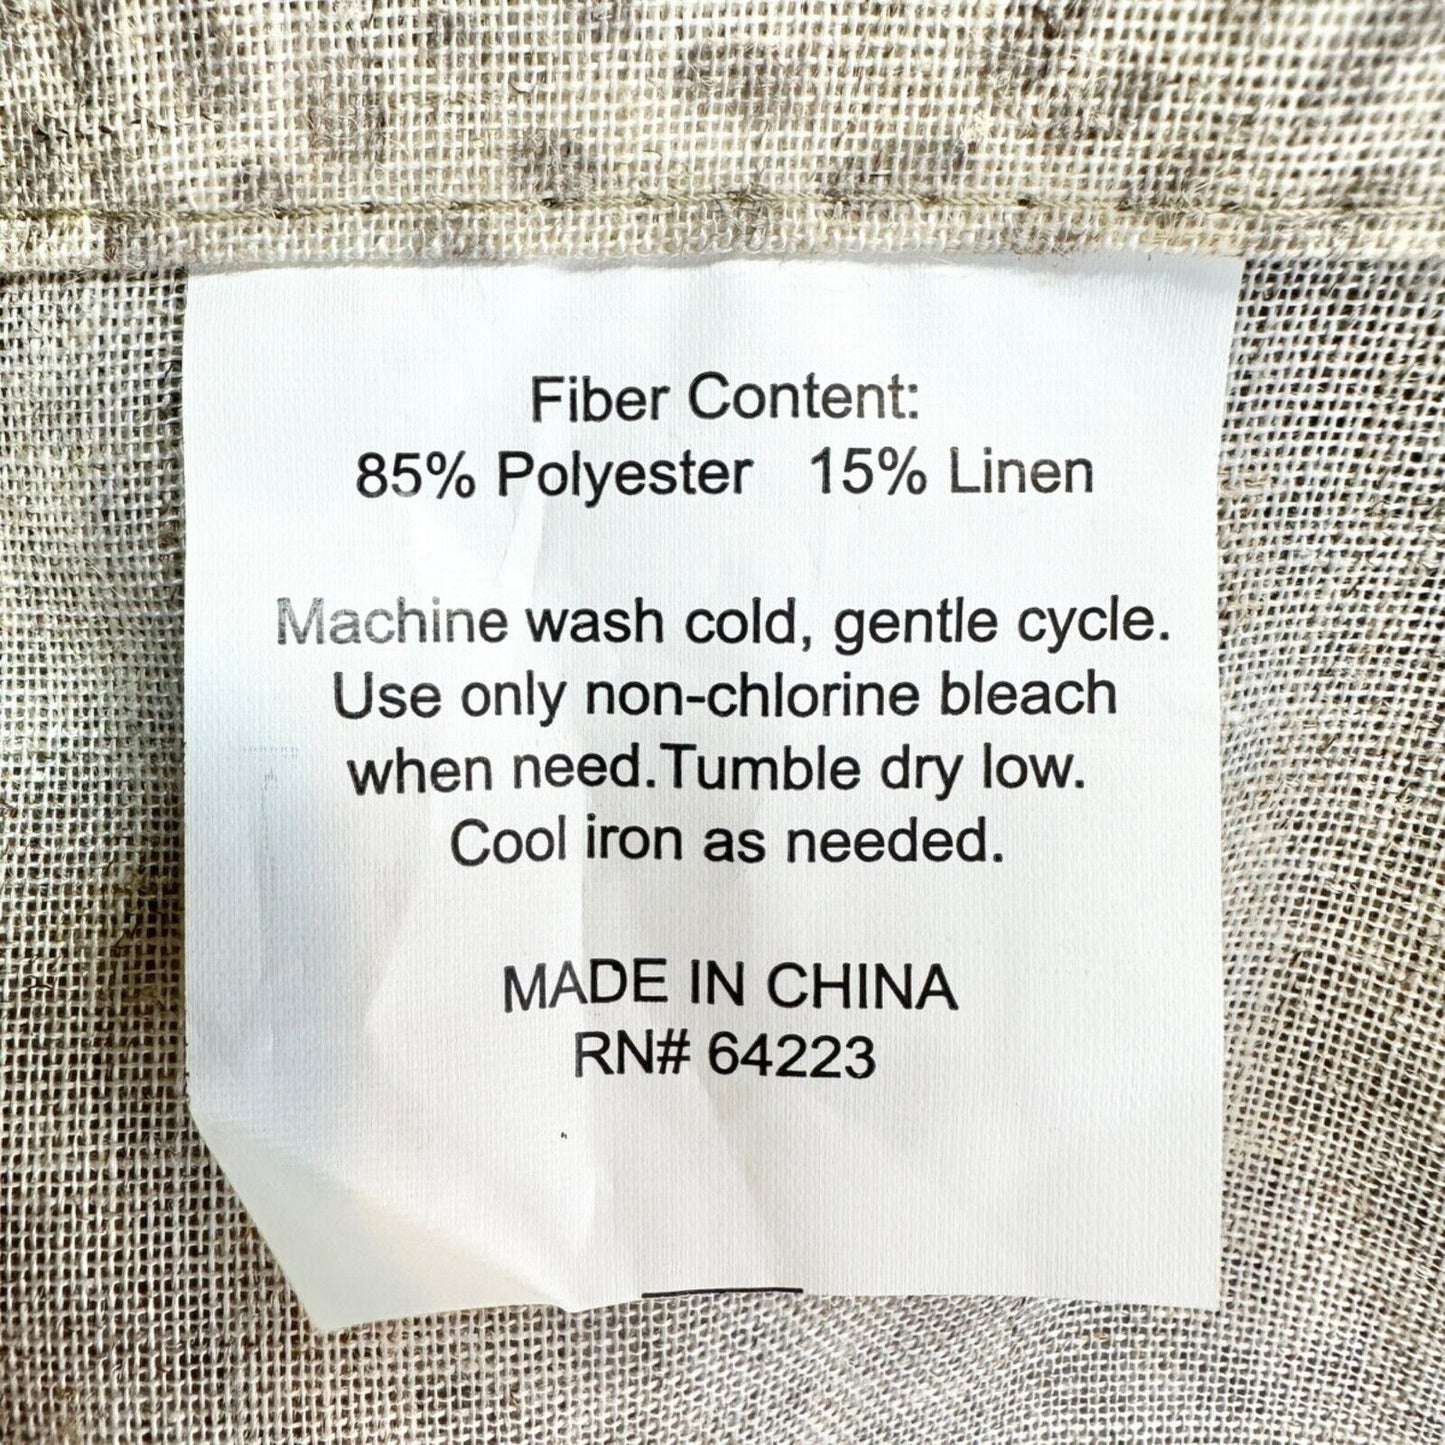 Fiber Content:
85% Polyester 15% Linen
Machine wash cold, gentle cycle.
Use only non-chlorine bleach
when need.Tumble dry low.
Cool iron as needed.
MADE IN CHINA
RN# 64223